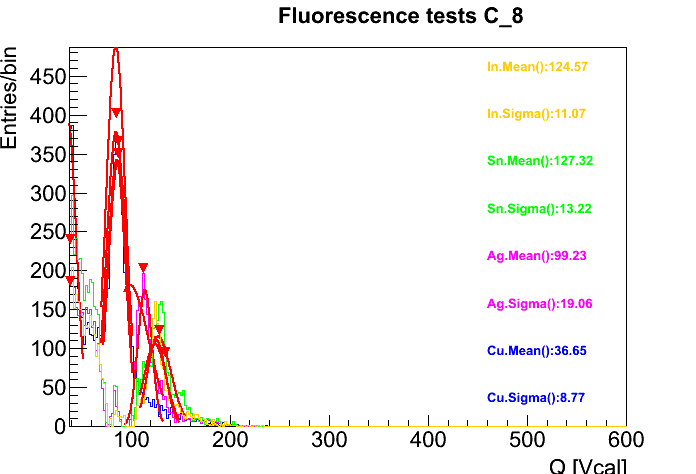 Fluorescence tests C_8
Entries/bin
450
400
350
300
250
200
150
100
50
0
100
200
300
400
500
600
Q [Vcal]
In.Mean():124.57
In.Sigma():11.07
Sn.Mean():127.32
Sn.Sigma():13.22
Ag.Mean():99.23
Ag.Sigma():19.06
Cu.Mean():36.65
Cu.Sigma():8.77